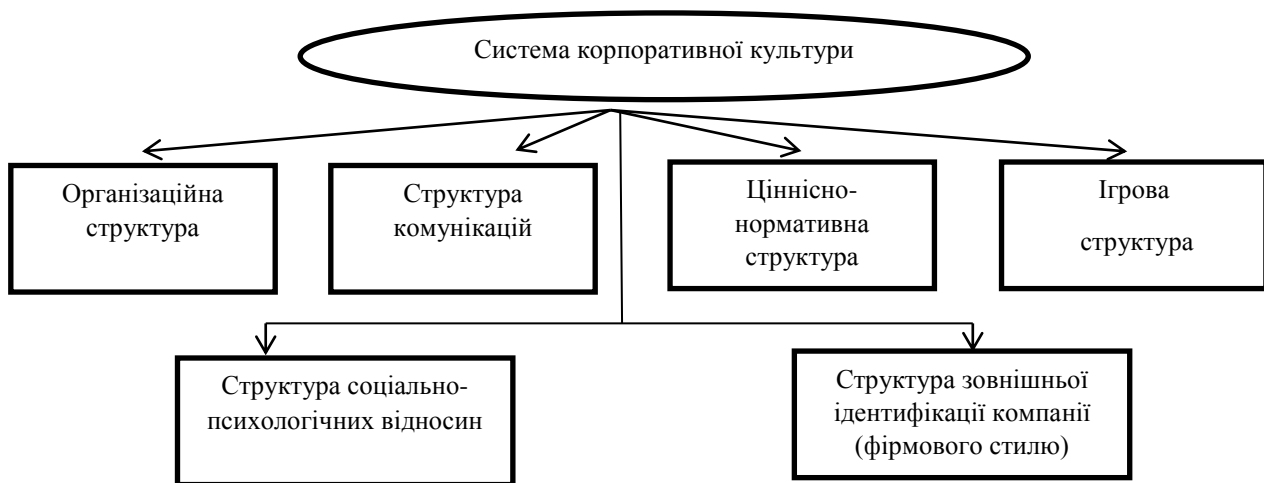 Система корпоративної культури
Організаційна
структура
Структура
комунікацій
Ціннісно-
нормативна
структура
Ігрова
структура
Структура соціально-
психологічних відносин
Структура зовнішньої
ідентифікації компанії
(фірмового стилю)